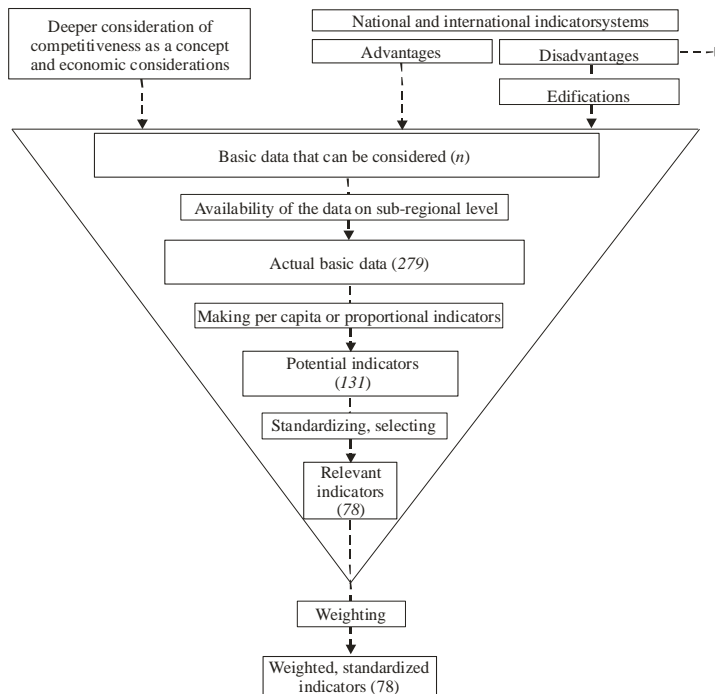 Deeper consideration of
competitiveness as a concept
and economic considerations
National and international indicatorsystems
Advantages
Disadvantages
Edifications
Basic data that can be considered (n)
Availability of the data on sub-regional level
Actual basic data (279)
Making per capita or proportional indicators
Potential indicators
(131)
Standardizing, selecting
Relevant
indicators
(78)
Weighting
Weighted, standardized
indicators (78)